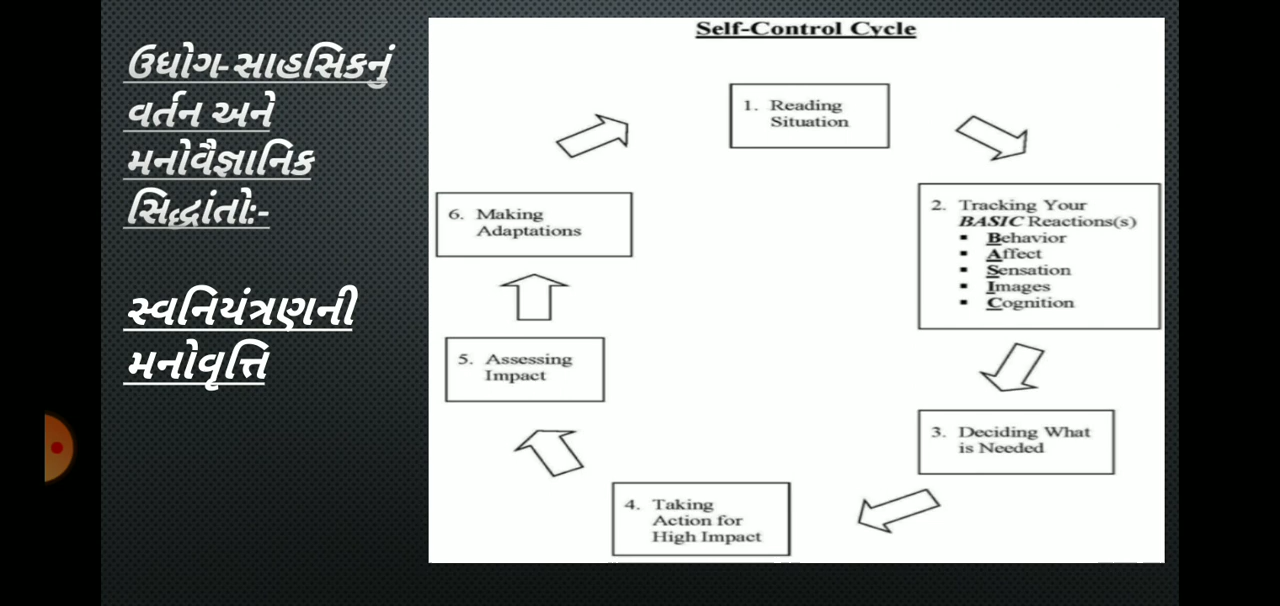 ઉધોગ-સાહસિકનું
વર્તન અને
મનોવૈજ્ઞાનિક
સિદ્ધાંતો:-
સ્વનિયંત્રણની
મનોવૃત્તિ
Self-Control Cycle
1. Reading
Situation
2. Tracking Your
BASIC Reactions(s)
▪ Behavior
▪ Affect
▪ Sensation
▪ Images
▪ Cognition
3. Deciding What
is Needed
4. Taking
Action for
High Impact
5. Assessing
Impact
6. Making
Adaptations